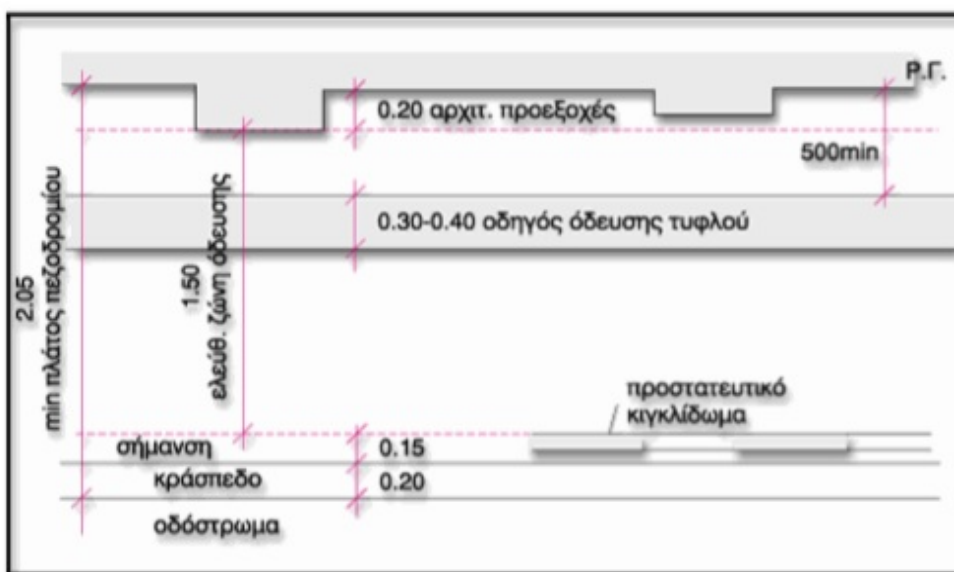 Ρ.Γ.
0.20 αρχιτ. προεξοχές
500min
0.30-0.40 οδηγός όδευσης τυφλού
2.05
min πλάτος πεζοδρομίου
1.50
ελεύθ. ζώνη όδευσης
προστατευτικό
κιγκλίδωμα
σήμανση
0.15
κράσπεδο
0.20
οδόστρωμα